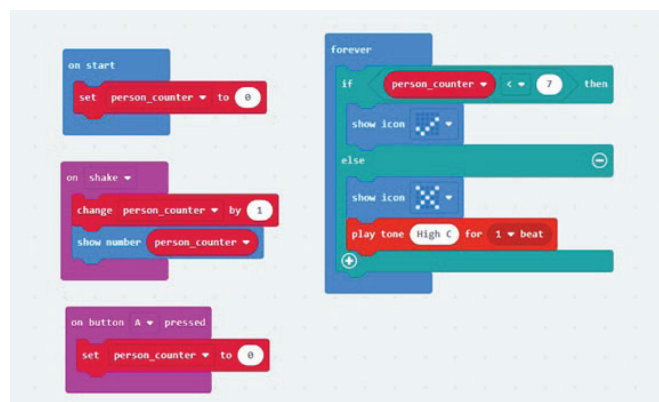 on start
set person_counter to 0
on shake
change person_counter by 1
show number person_counter
on button A pressed
set person_counter to 0
forever
if person_counter < 7 then
show icon
else
show icon
play tone High C for 1 beat